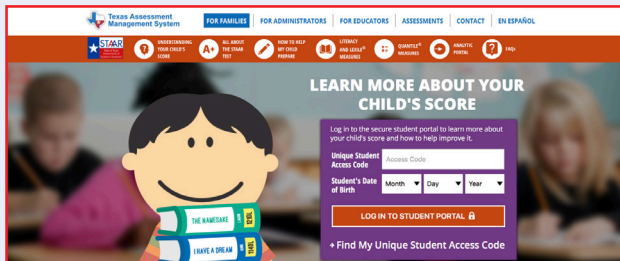 Texas Assessment
Management System
FOR FAMILIES
FOR ADMINISTRATORS
FOR EDUCATORS
ASSESSMENTS
CONTACT
EN ESPAÑOL
STAAR
UNDERSTANDING
YOUR CHILD'S
SCORE
A+
ALL ABOUT
THE STAAR
TEST
HOW TO HELP
MY CHILD
PREPARE
LITERACY
AND LEXILE®
MEASURES
QUANTILE®
MEASURES
ANALYTIC
PORTAL
FAQs
LEARN MORE ABOUT YOUR
CHILD'S SCORE
Log in to the secure student portal to learn more about
your child's score and how to help improve it.
Unique Student
Access Code
Access Code
Student's Date
of Birth
Month
Day
Year
LOG IN TO STUDENT PORTAL
Find My Unique Student Access Code
THE NAMESAKE
I HAVE A DREAM